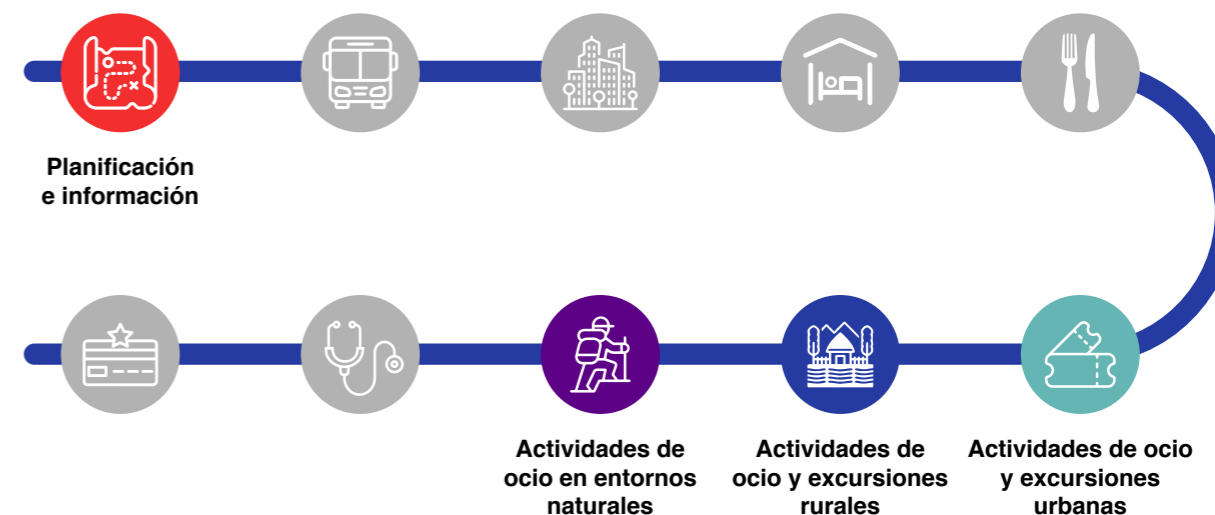 Planificación
e información
Actividades de
ocio en entornos
naturales
Actividades de
ocio y excursiones
rurales
Actividades de ocio
y excursiones
urbanas